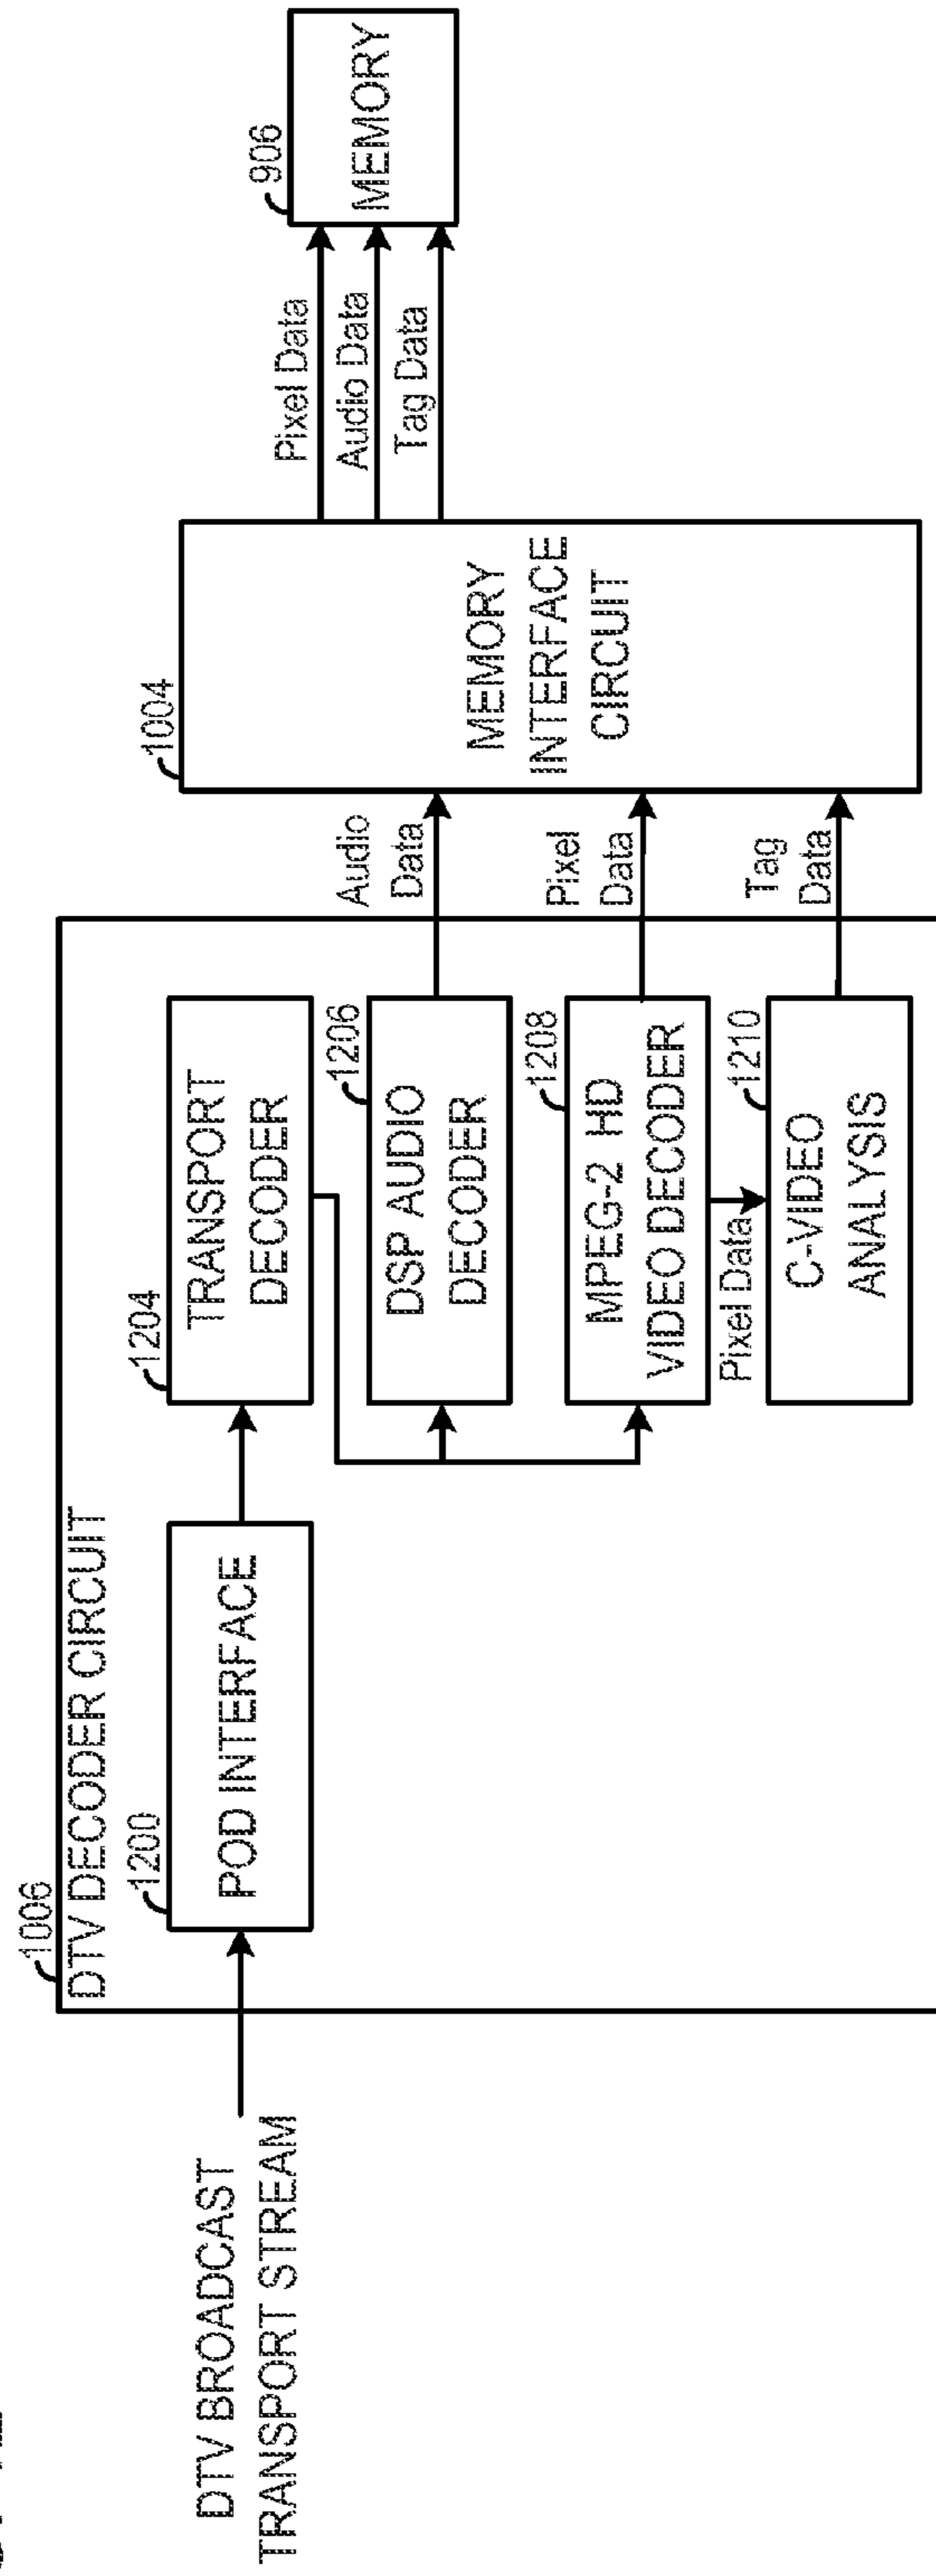 1006
DTV DECODER CIRCUIT
DTV BROADCAST
TRANSPORT STREAM
1200
POD INTERFACE
1204
TRANSPORT
DECODER
1206
DSP AUDIO
DECODER
1208
MPEG-2 HD
VIDEO DECODER
Pixel Data
1210
C-VIDEO
ANALYSIS
Audio
Data
Pixel
Data
Tag
Data
1004
MEMORY
INTERFACE
CIRCUIT
Pixel Data
Audio Data
Tag Data
906
MEMORY